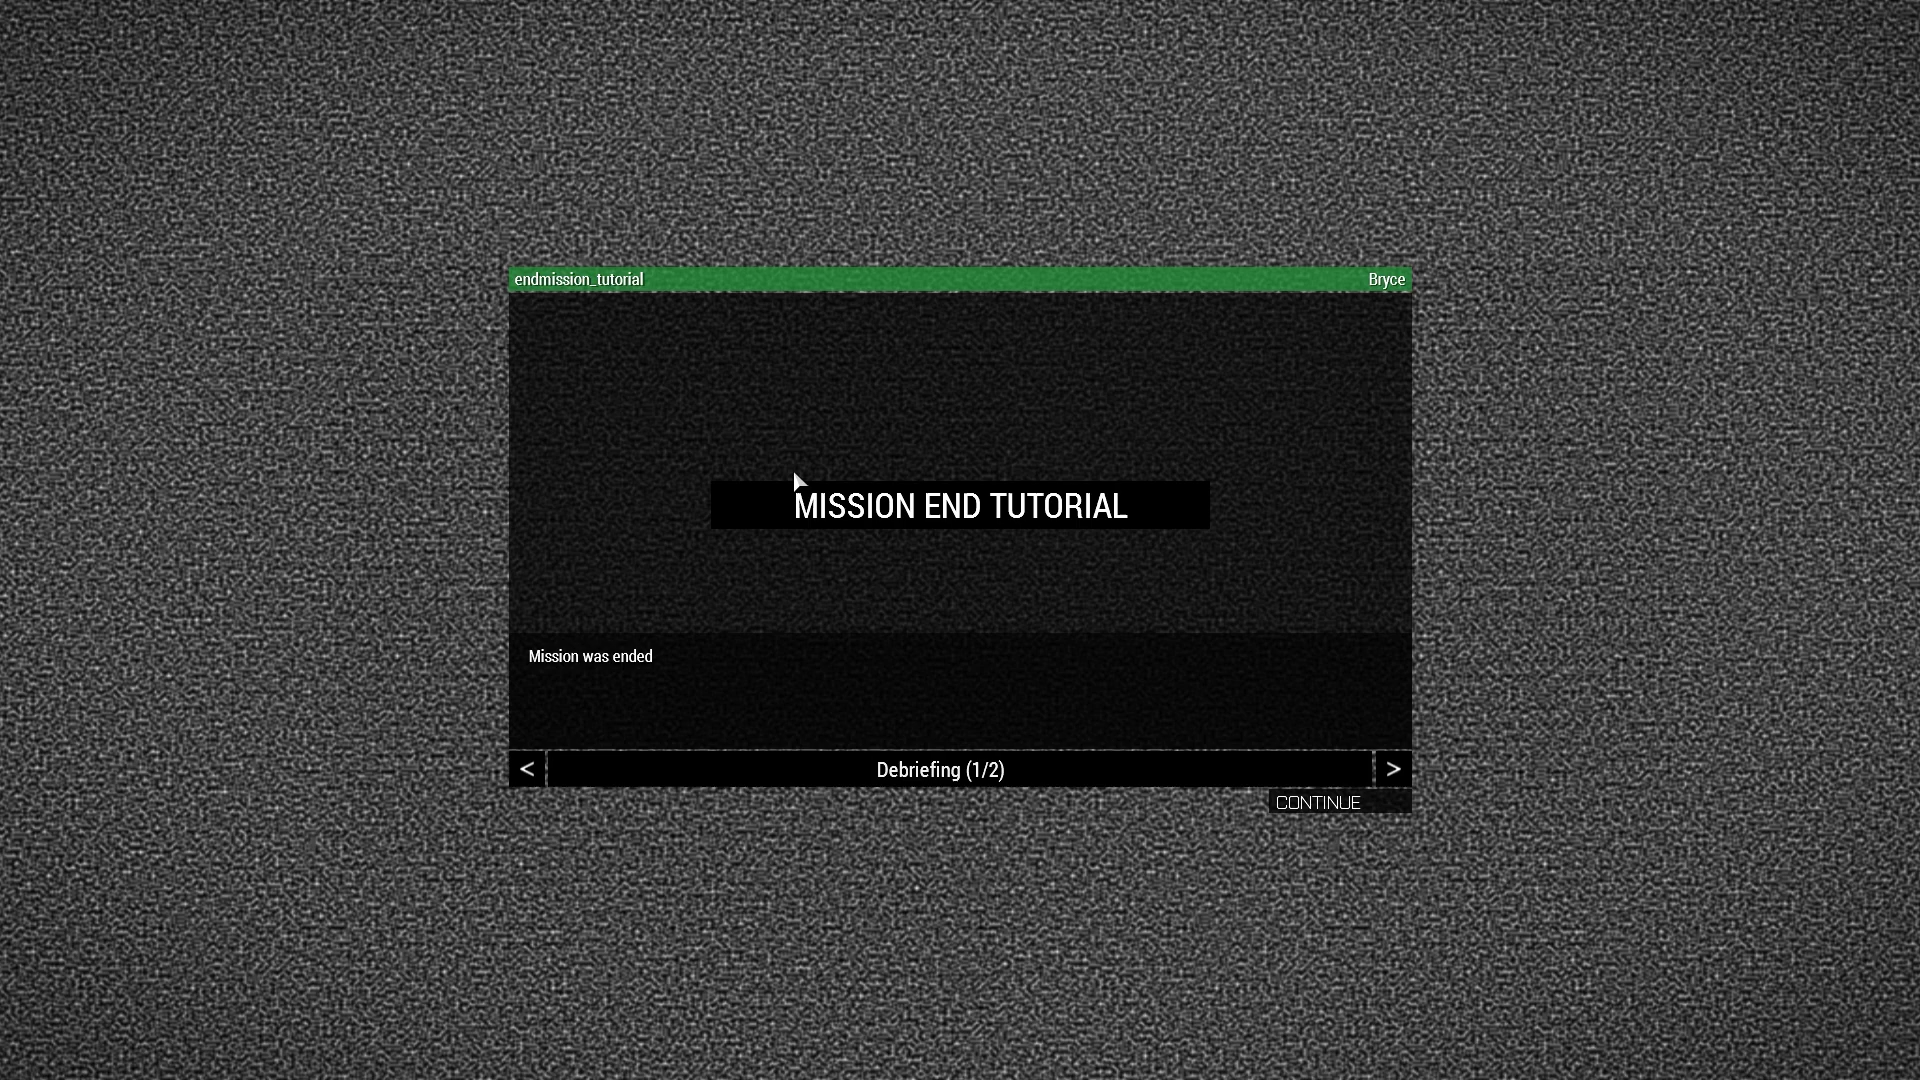 endmission_tutorial
Bryce
MISSION END TUTORIAL
Mission was ended
< Debriefing (1/2) >
CONTINUE